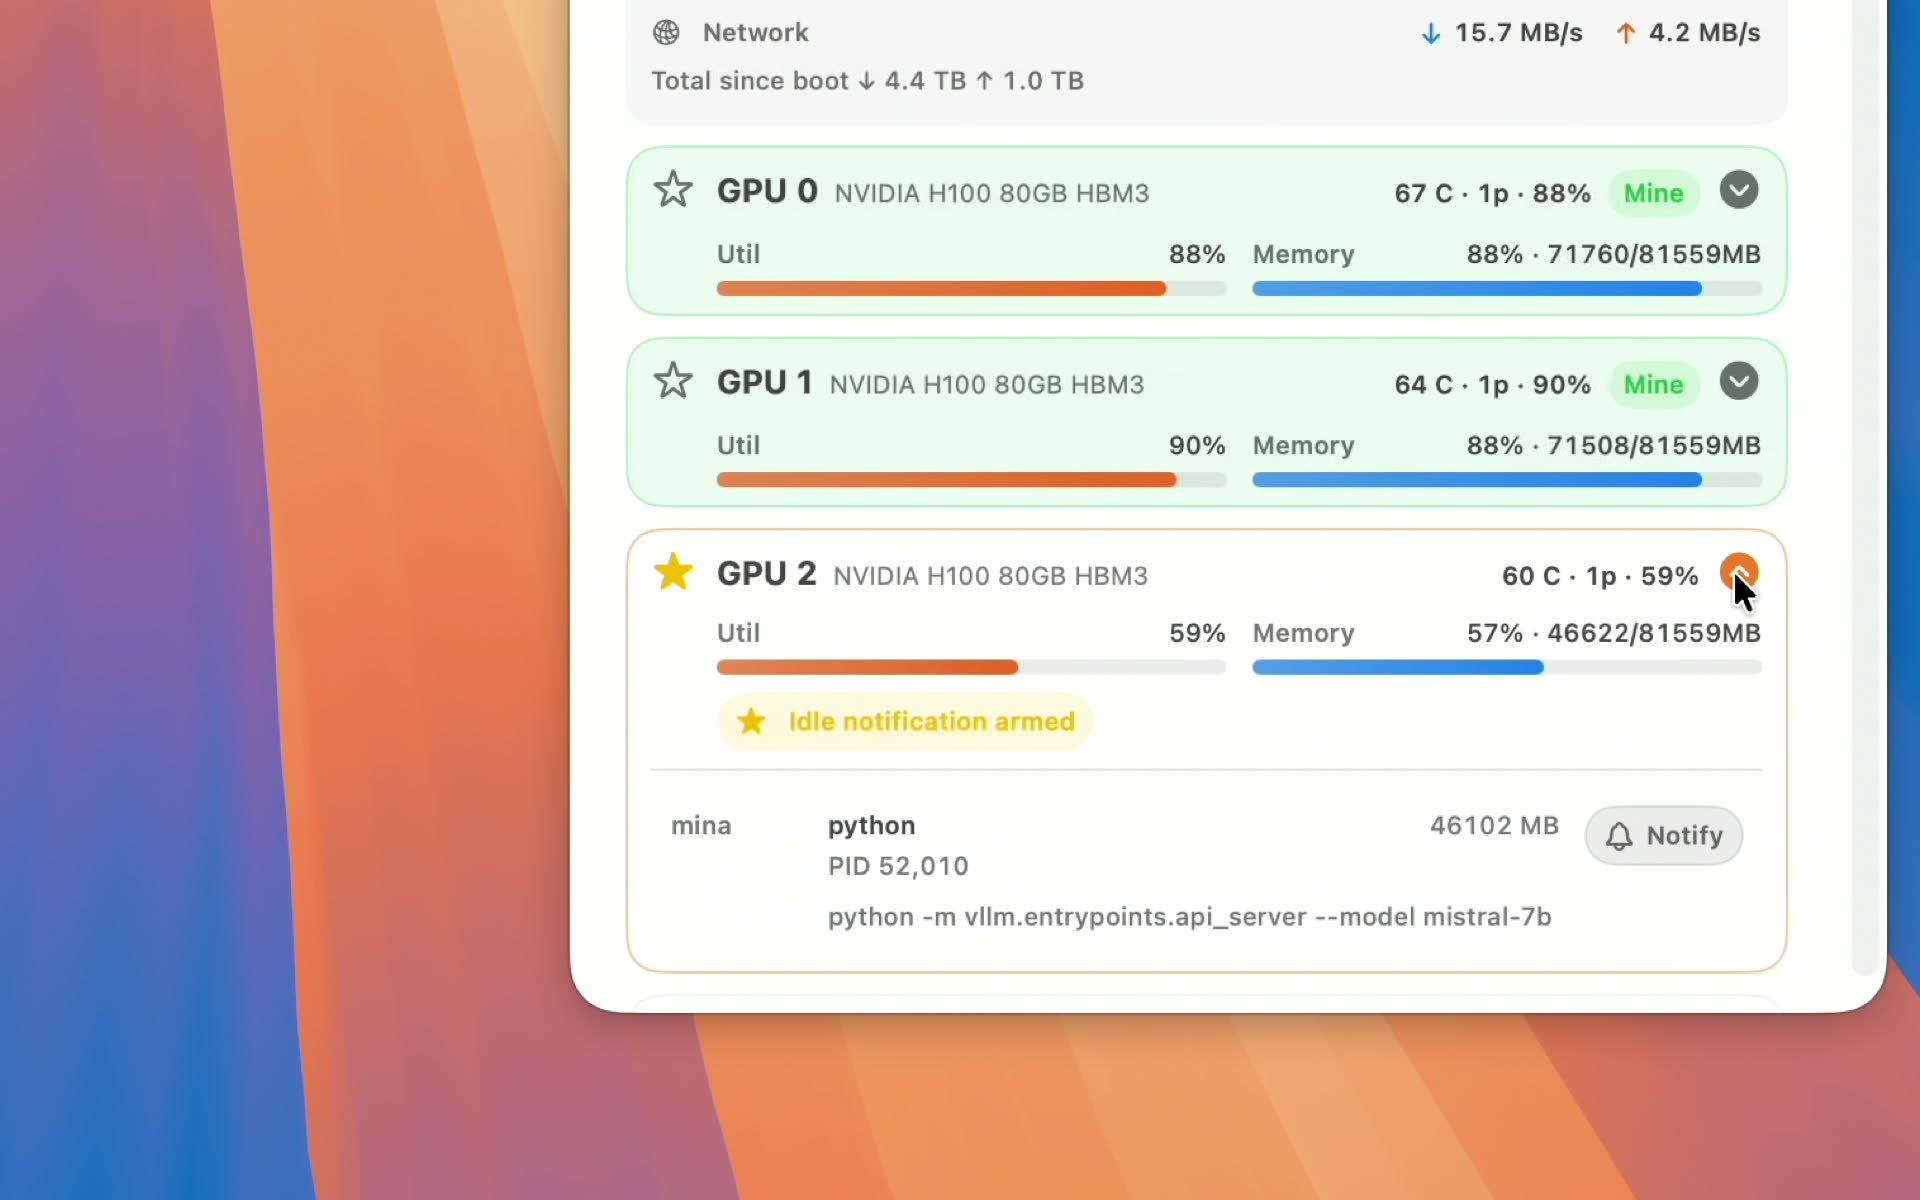 Network ↓ 15.7 MB/s ↑ 4.2 MB/s
Total since boot ↓ 4.4 TB ↑ 1.0 TB
GPU 0 NVIDIA H100 80GB HBM3 67 C · 1p · 88% Mine
Util 88% Memory 88% · 71760/81559MB
GPU 1 NVIDIA H100 80GB HBM3 64 C · 1p · 90% Mine
Util 90% Memory 88% · 71508/81559MB
GPU 2 NVIDIA H100 80GB HBM3 60 C · 1p · 59%
Util 59% Memory 57% · 46622/81559MB
Idle notification armed
mina python 46102 MB Notify
PID 52,010
python -m vllm.entrypoints.api_server --model mistral-7b